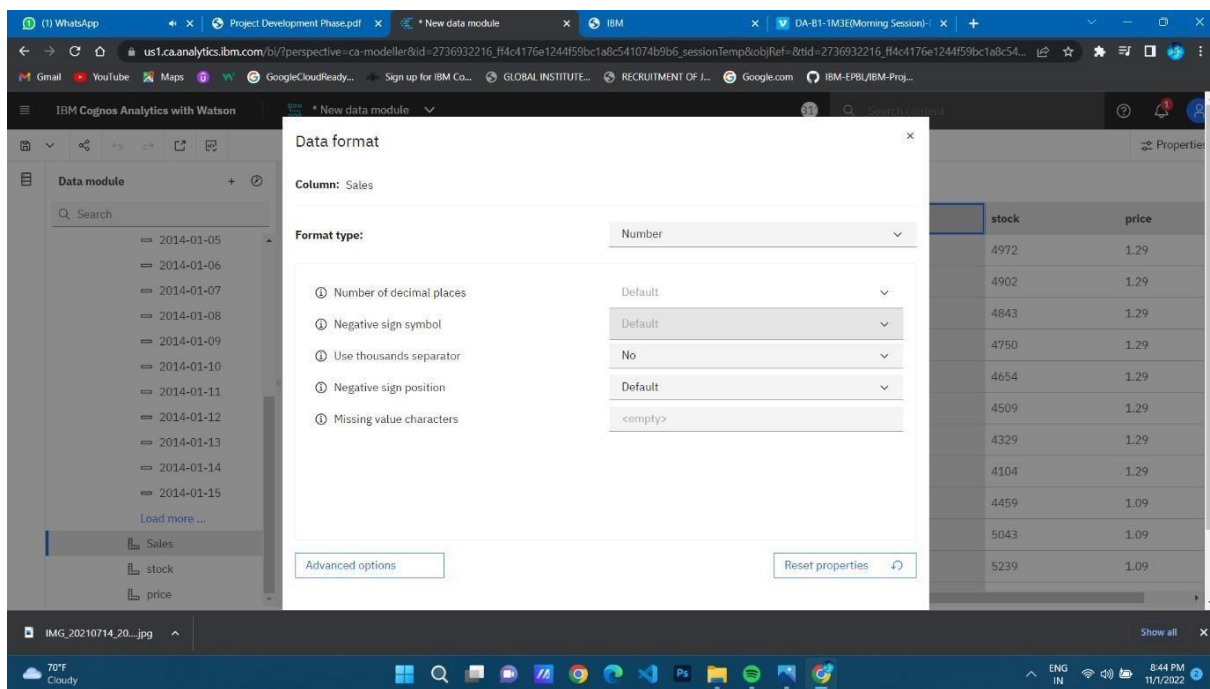 (1) WhatsApp
Project Development Phase.pdf
* New data module
IBM
DA-B1-1M3E(Morning Session)-
us1.ca.analytics.ibm.com/bi/?perspective=ca-modeller&id=2736932216_ff4c4176e1244f59bc1a8c541074b9b6_sessionTemp&objRef=&tid=2736932216_ff4c4176e1244f59bc1a8c54...
Gmail
YouTube
Maps
GoogleCloudReady...
Sign up for IBM Co...
GLOBAL INSTITUTE...
RECRUITMENT OF J...
Google.com
IBM-EPBL/IBM-Proj...
IBM Cognos Analytics with Watson
* New data module
31
Search content
1
Properties
Data module
Search
2014-01-05
2014-01-06
2014-01-07
2014-01-08
2014-01-09
2014-01-10
2014-01-11
2014-01-12
2014-01-13
2014-01-14
2014-01-15
Load more ...
Sales
stock
price
Data format
Column: Sales
Format type:
Number
Number of decimal places
Default
Negative sign symbol
Default
Use thousands separator
No
Negative sign position
Default
Missing value characters
<empty>
Advanced options
Reset properties
stock price
4972 1.29
4902 1.29
4843 1.29
4750 1.29
4654 1.29
4509 1.29
4329 1.29
4104 1.29
4459 1.09
5043 1.09
5239 1.09
IMG_20210714_20....jpg
Show all
70°F
Cloudy
Ps
ENG
IN
8:44 PM
11/1/2022
2